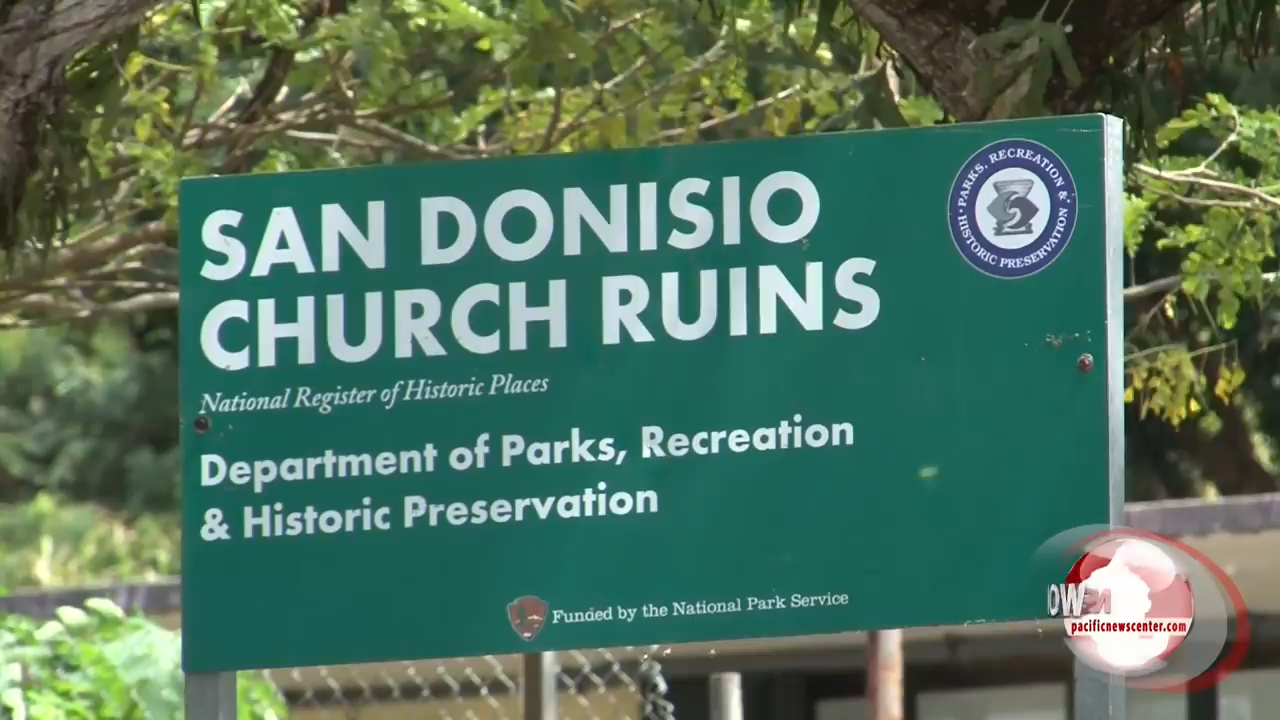 SAN DONISIO
CHURCH RUINS
National Register of Historic Places
Department of Parks, Recreation
& Historic Preservation
Funded by the National Park Service
PARKS, RECREATION &
HISTORIC PRESERVATION
pacificnewscenter.com